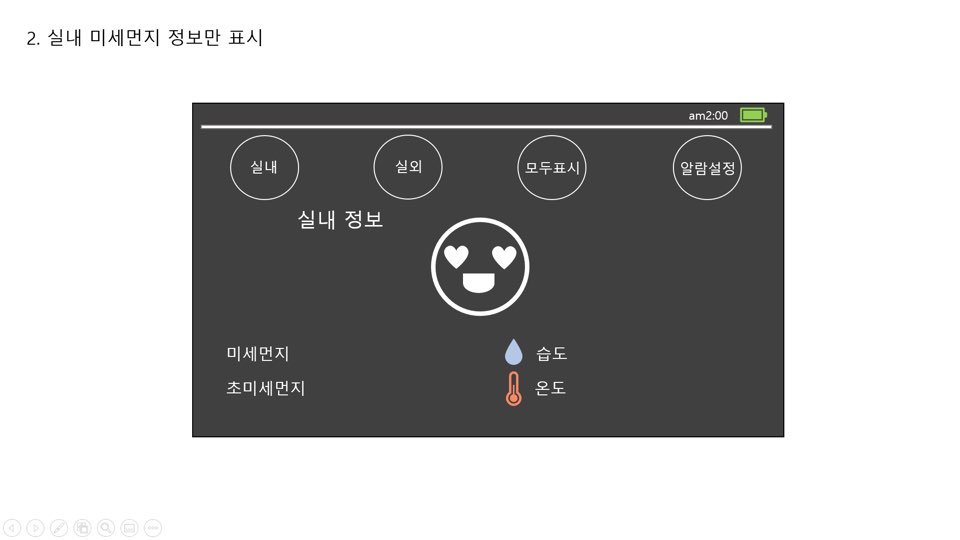 2. 실내 미세먼지 정보만 표시
am2:00
실내 실외 모두표시 알람설정
실내 정보
미세먼지 습도
초미세먼지 온도